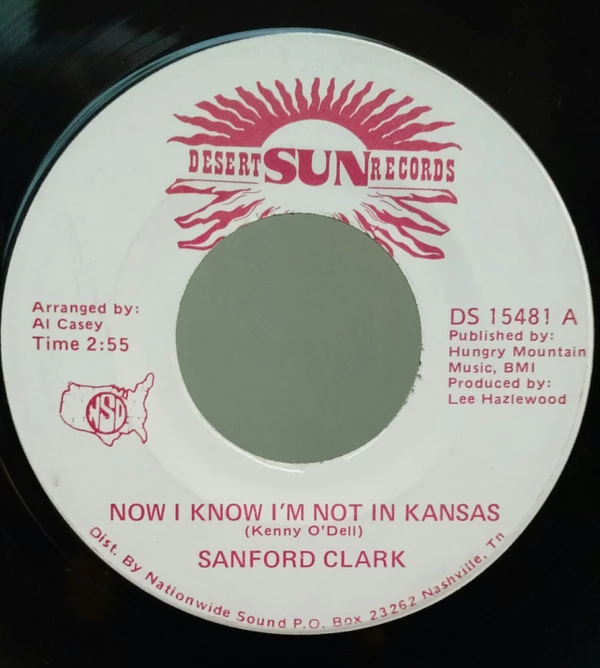 DESERT SUN RECORDS
Arranged by:
Al Casey
Time 2:55
NSD
DS 15481 A
Published by:
Hungry Mountain
Music, BMI
Produced by:
Lee Hazlewood
NOW I KNOW I'M NOT IN KANSAS
(Kenny O'Dell)
SANFORD CLARK
Dist. By Nationwide Sound P.O. Box 23262 Nashville, Tn